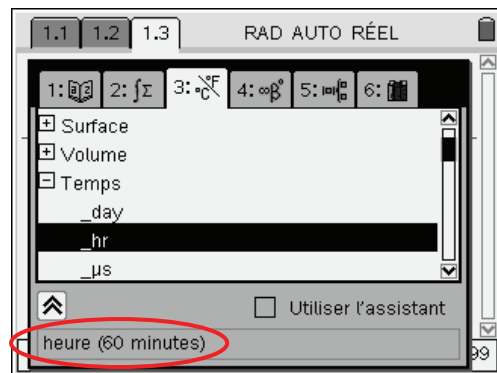 1.1 1.2 1.3 RAD AUTO RÉEL
1: 2: ∫Σ 3: °C°F 4: ∞β° 5: 6:
Surface
Volume
Temps
_day
_hr
_µs
Utiliser l'assistant
heure (60 minutes)
99